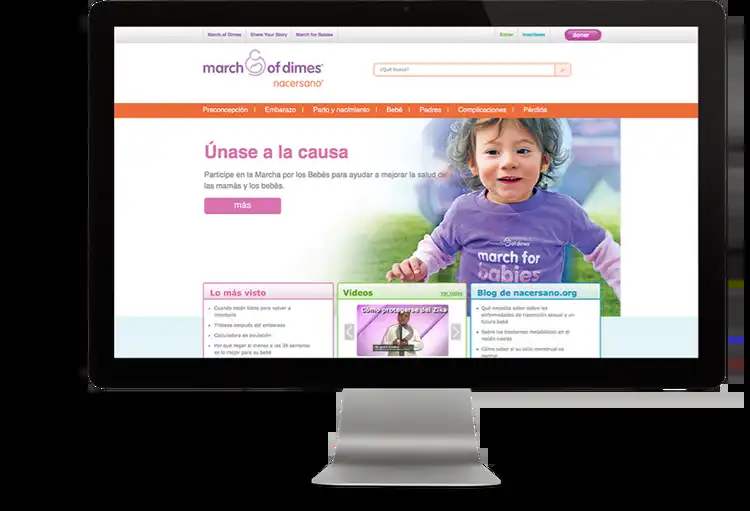 March of Dimes Share Your Story March for Babies Entrar Inscríbase donar
march of dimes
nacersano
¿Qué busca?
Preconcepción Embarazo Parto y nacimiento Bebé Padres Complicaciones Pérdida
Únase a la causa
Participe en la Marcha por los Bebés para ayudar a mejorar la salud de
las mamás y los bebés.
más
march of dimes
march for
babies
Lo más visto
Cuándo están listos para volver a
intentarlo
Tristeza después del embarazo
Calculadora de ovulación
Por qué llegar al menos a las 39 semanas
es lo mejor para su bebé
Videos
Ver todos
Cómo protegerse del Zika
Blog de nacersano.org
Qué necesita saber sobre las
enfermedades de transmisión sexual y un
futuro bebé
Sobre los trastornos metabólicos en el
recién nacido
Cómo saber si su ciclo menstrual es
normal